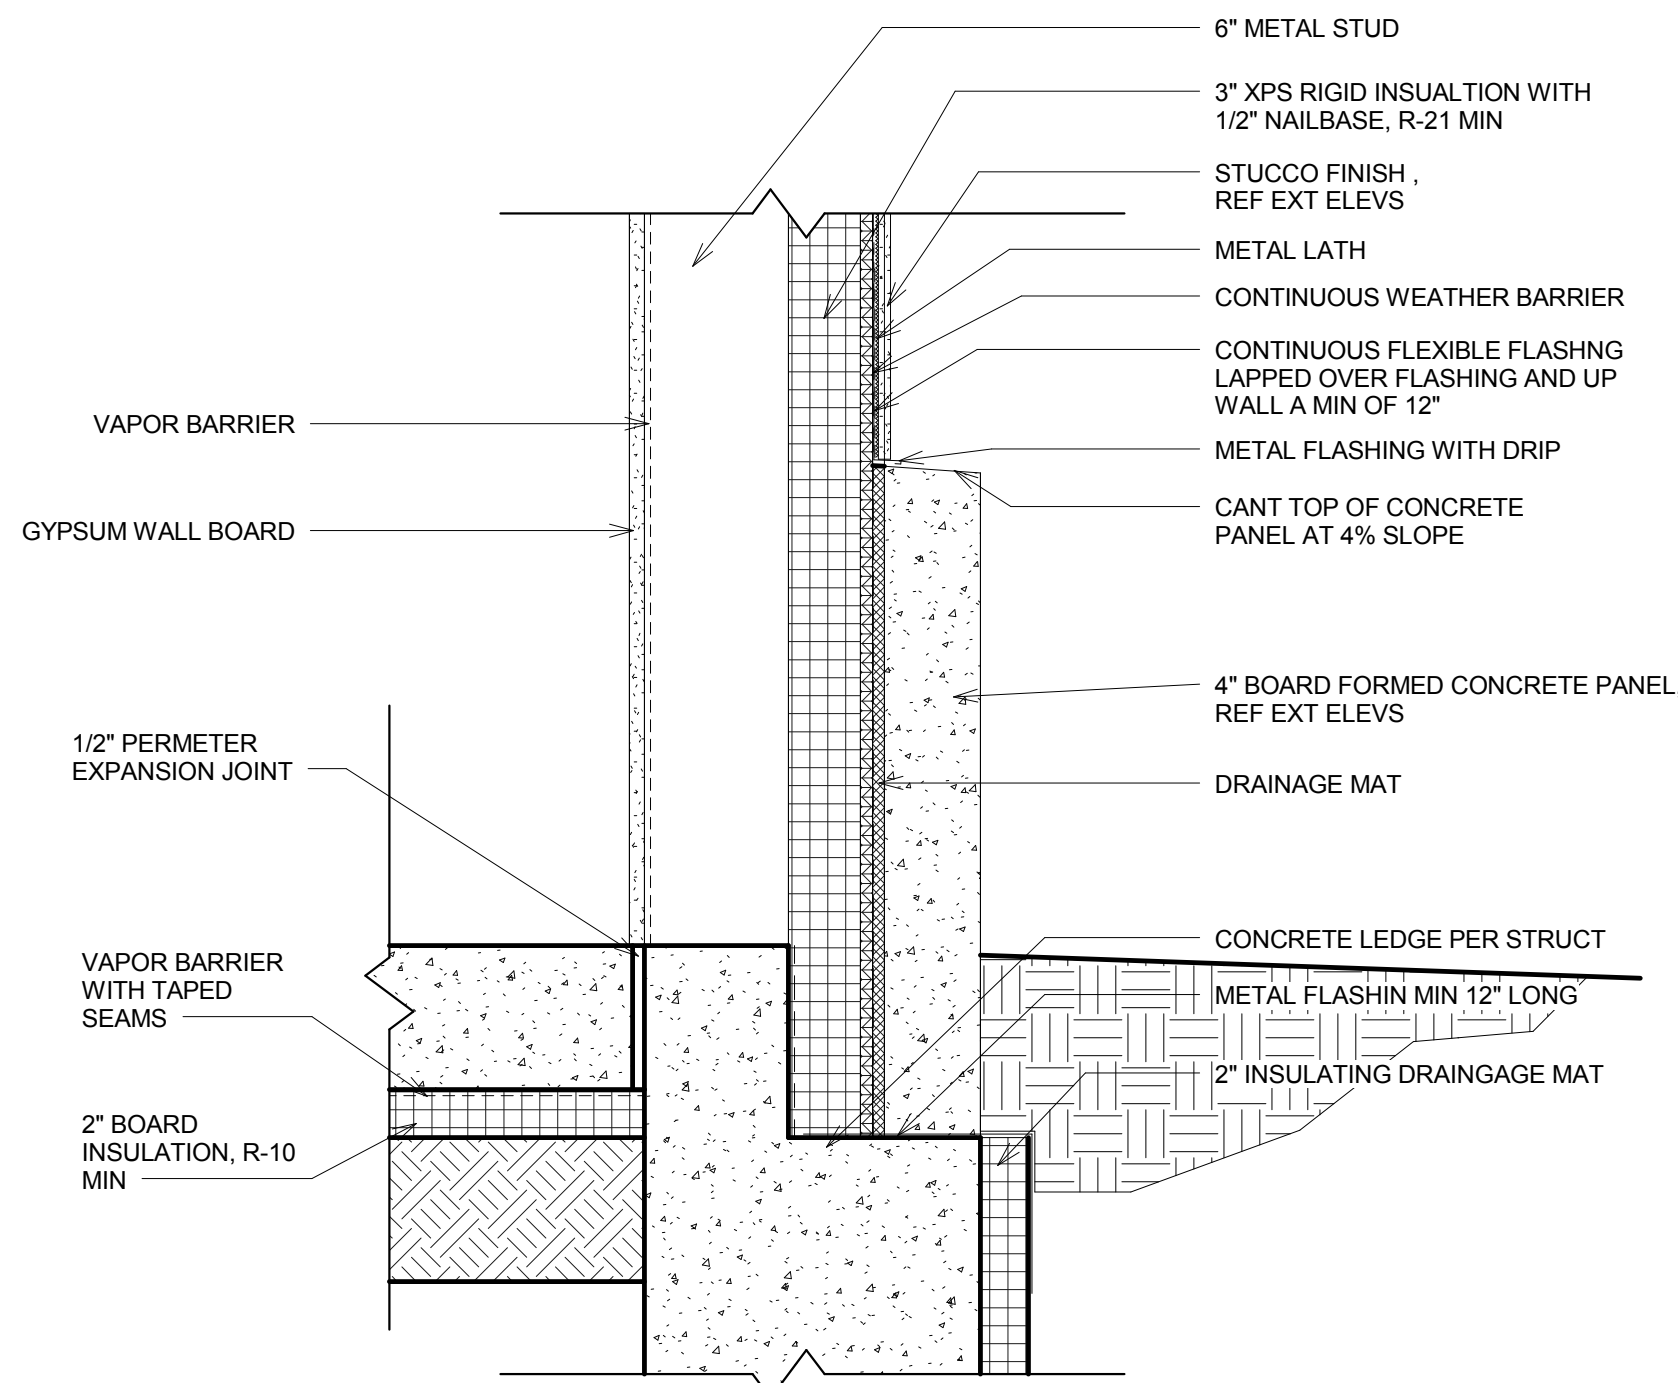 6" METAL STUD
3" XPS RIGID INSUALTION WITH
1/2" NAILBASE, R-21 MIN
STUCCO FINISH ,
REF EXT ELEVS
METAL LATH
CONTINUOUS WEATHER BARRIER
CONTINUOUS FLEXIBLE FLASHNG
LAPPED OVER FLASHING AND UP
WALL A MIN OF 12"
METAL FLASHING WITH DRIP
CANT TOP OF CONCRETE
PANEL AT 4% SLOPE
4" BOARD FORMED CONCRETE PANEL,
REF EXT ELEVS
DRAINAGE MAT
CONCRETE LEDGE PER STRUCT
METAL FLASHIN MIN 12" LONG
2" INSULATING DRAINGAGE MAT
VAPOR BARRIER
GYPSUM WALL BOARD
1/2" PERMETER
EXPANSION JOINT
VAPOR BARRIER
WITH TAPED
SEAMS
2" BOARD
INSULATION, R-10
MIN